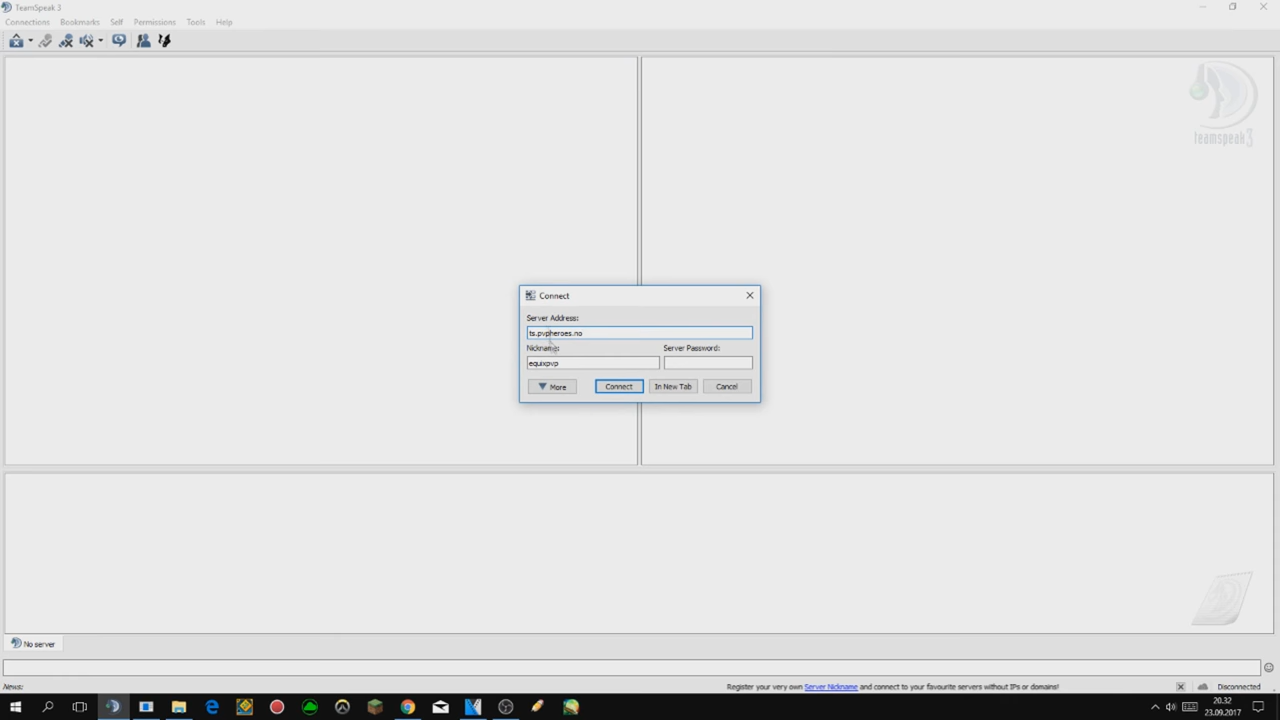 TeamSpeak 3
Connections Bookmarks Self Permissions Tools Help
teamspeak 3
Connect
Server Address:
ts.pvpheroes.no
Nickname: Server Password:
equixpvp
More Connect In New Tab Cancel
No server
News: Register your very own Server Nickname and connect to your favourite servers without IPs or domains! Disconnected
20.32
23.09.2017